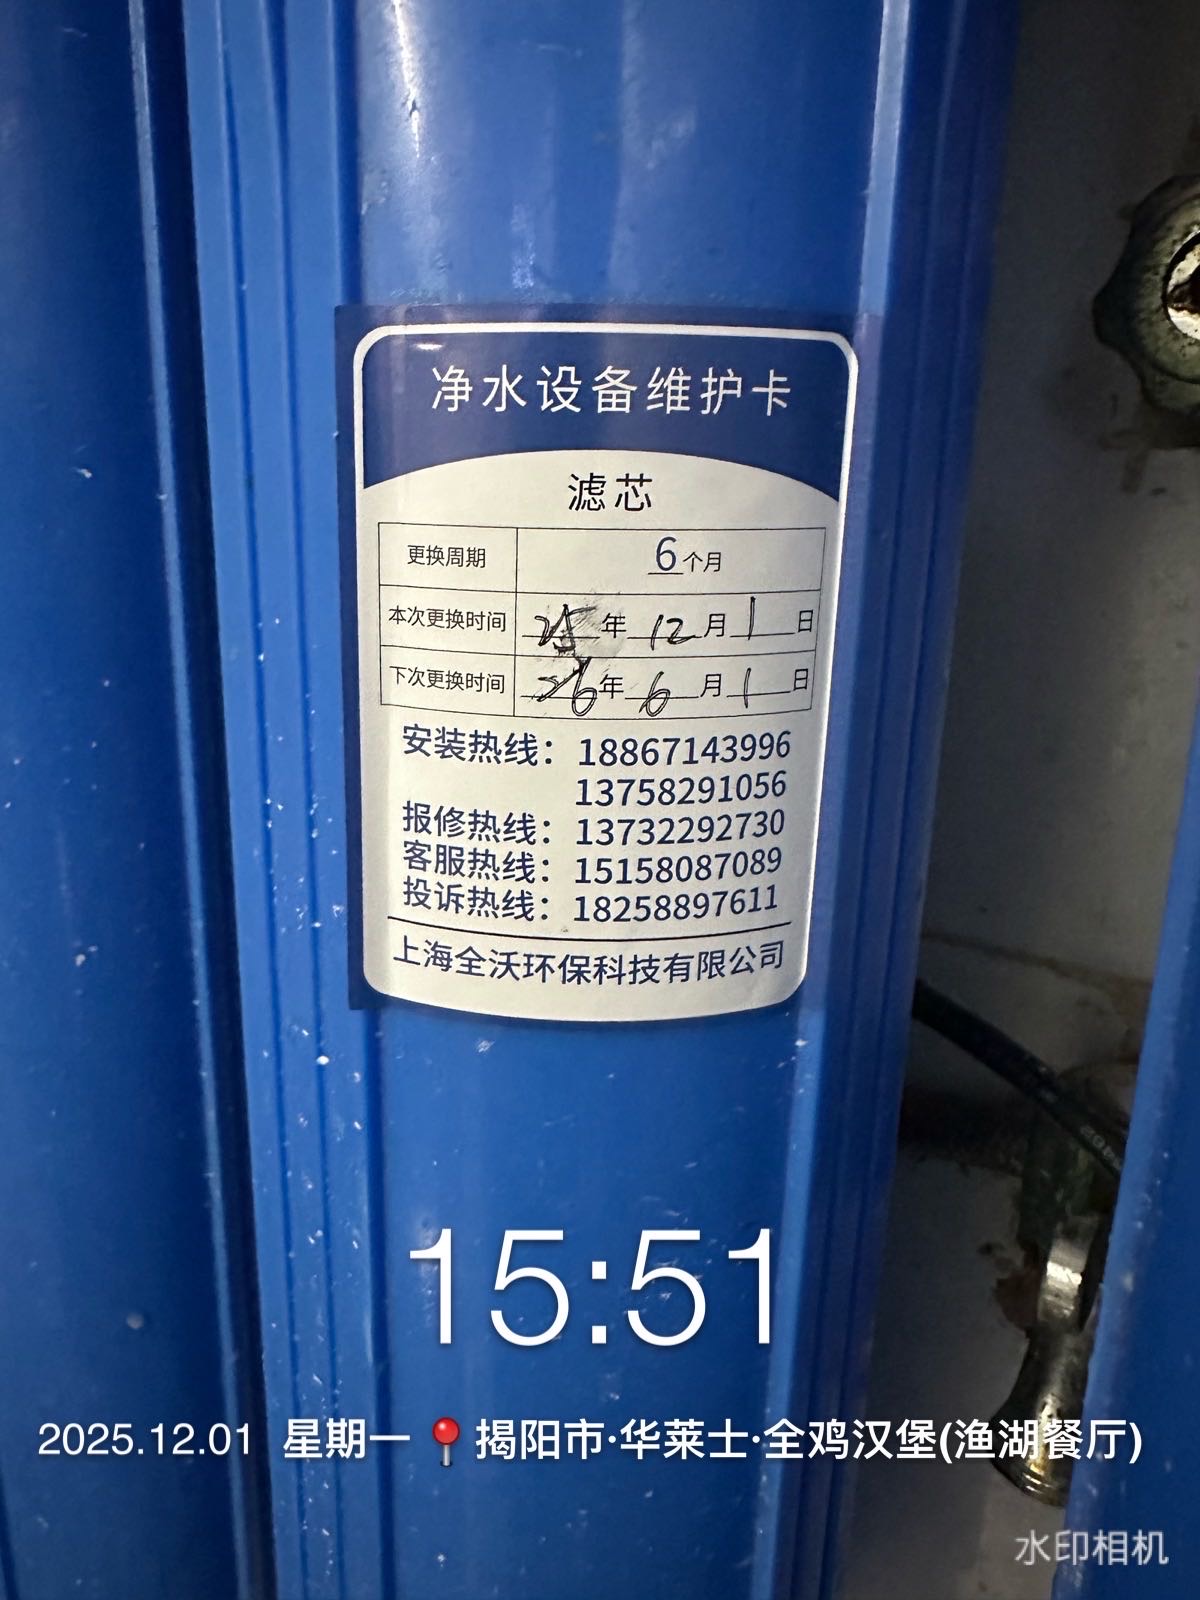 净水设备维护卡
滤芯
更换周期 6个月
本次更换时间 25年12月1日
下次更换时间 26年6月1日
安装热线：18867143996
13758291056
报修热线：13732292730
客服热线：15158087089
投诉热线：18258897611
上海全沃环保科技有限公司
15:51
2025.12.01 星期一 📍揭阳市·华莱士·全鸡汉堡(渔湖餐厅)
水印相机